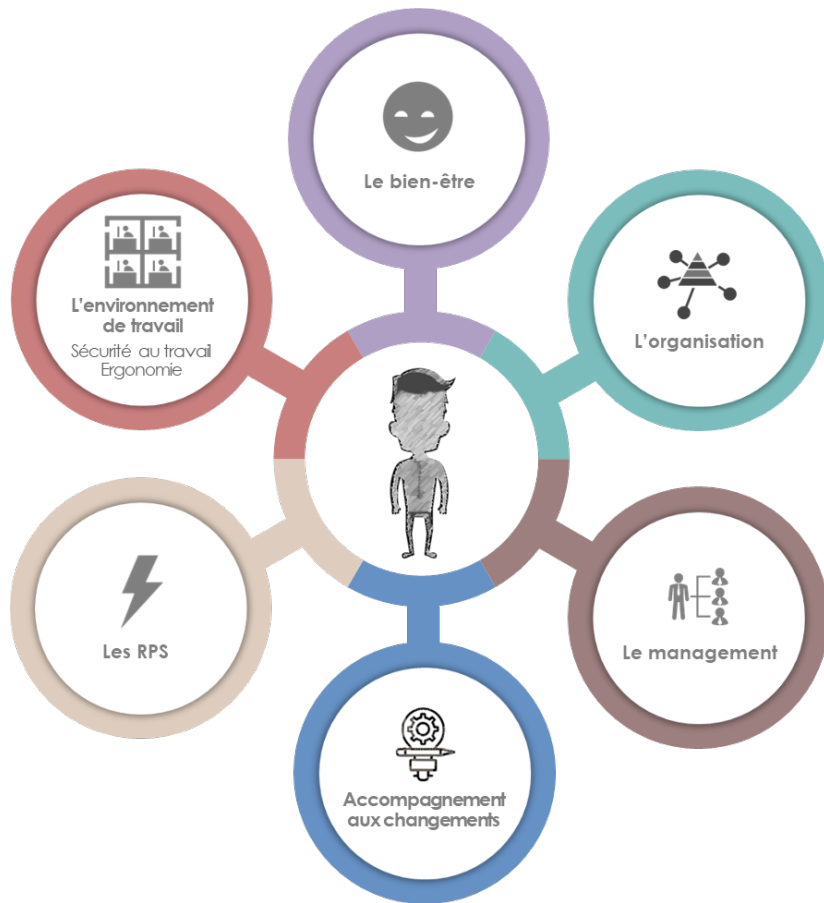 Le bien-être
L'environnement
de travail
Sécurité au travail
Ergonomie
L'organisation
Les RPS
Le management
Accompagnement
aux changements